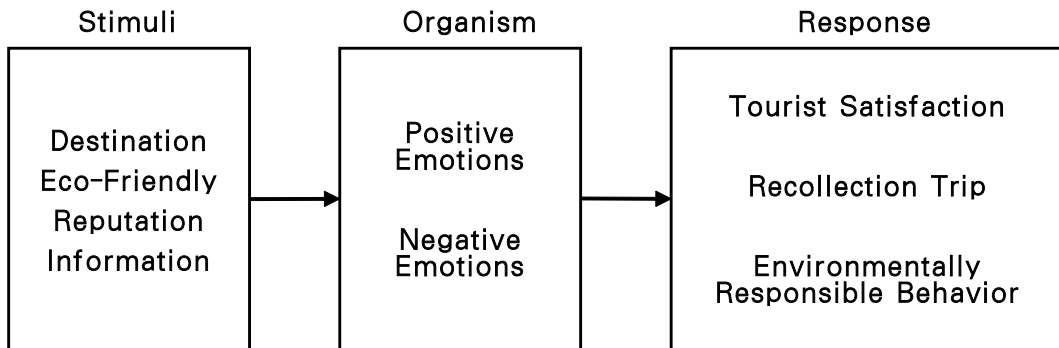 Stimuli
Organism
Response
Destination
Eco-Friendly
Reputation
Information
Positive
Emotions
Negative
Emotions
Tourist Satisfaction
Recollection Trip
Environmentally
Responsible Behavior